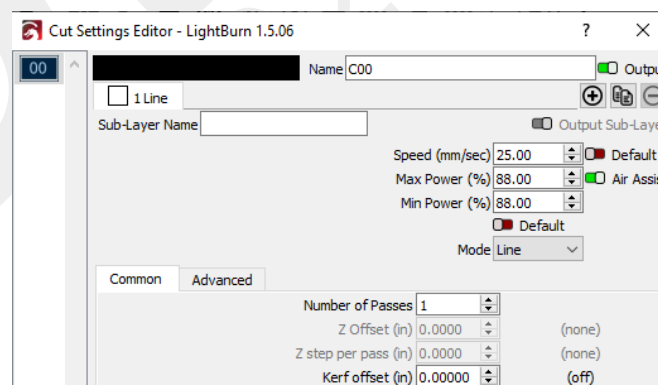 Cut Settings Editor - LightBurn 1.5.06 ? ×
00 Name C00 Outpu
1 Line
Sub-Layer Name Output Sub-Laye
Speed (mm/sec) 25.00 Default
Max Power (%) 88.00 Air Assis
Min Power (%) 88.00
Default
Mode Line
Common Advanced
Number of Passes 1
Z Offset (in) 0.0000 (none)
Z step per pass (in) 0.0000 (none)
Kerf offset (in) 0.00000 (off)